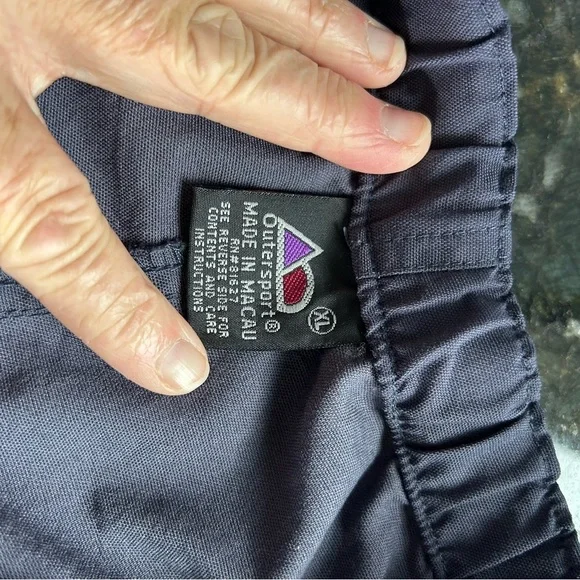 Outersport®
XL
MADE IN MACAU
RN#81627
SEE REVERSE SIDE FOR
CONTENTS AND CARE
INSTRUCTIONS